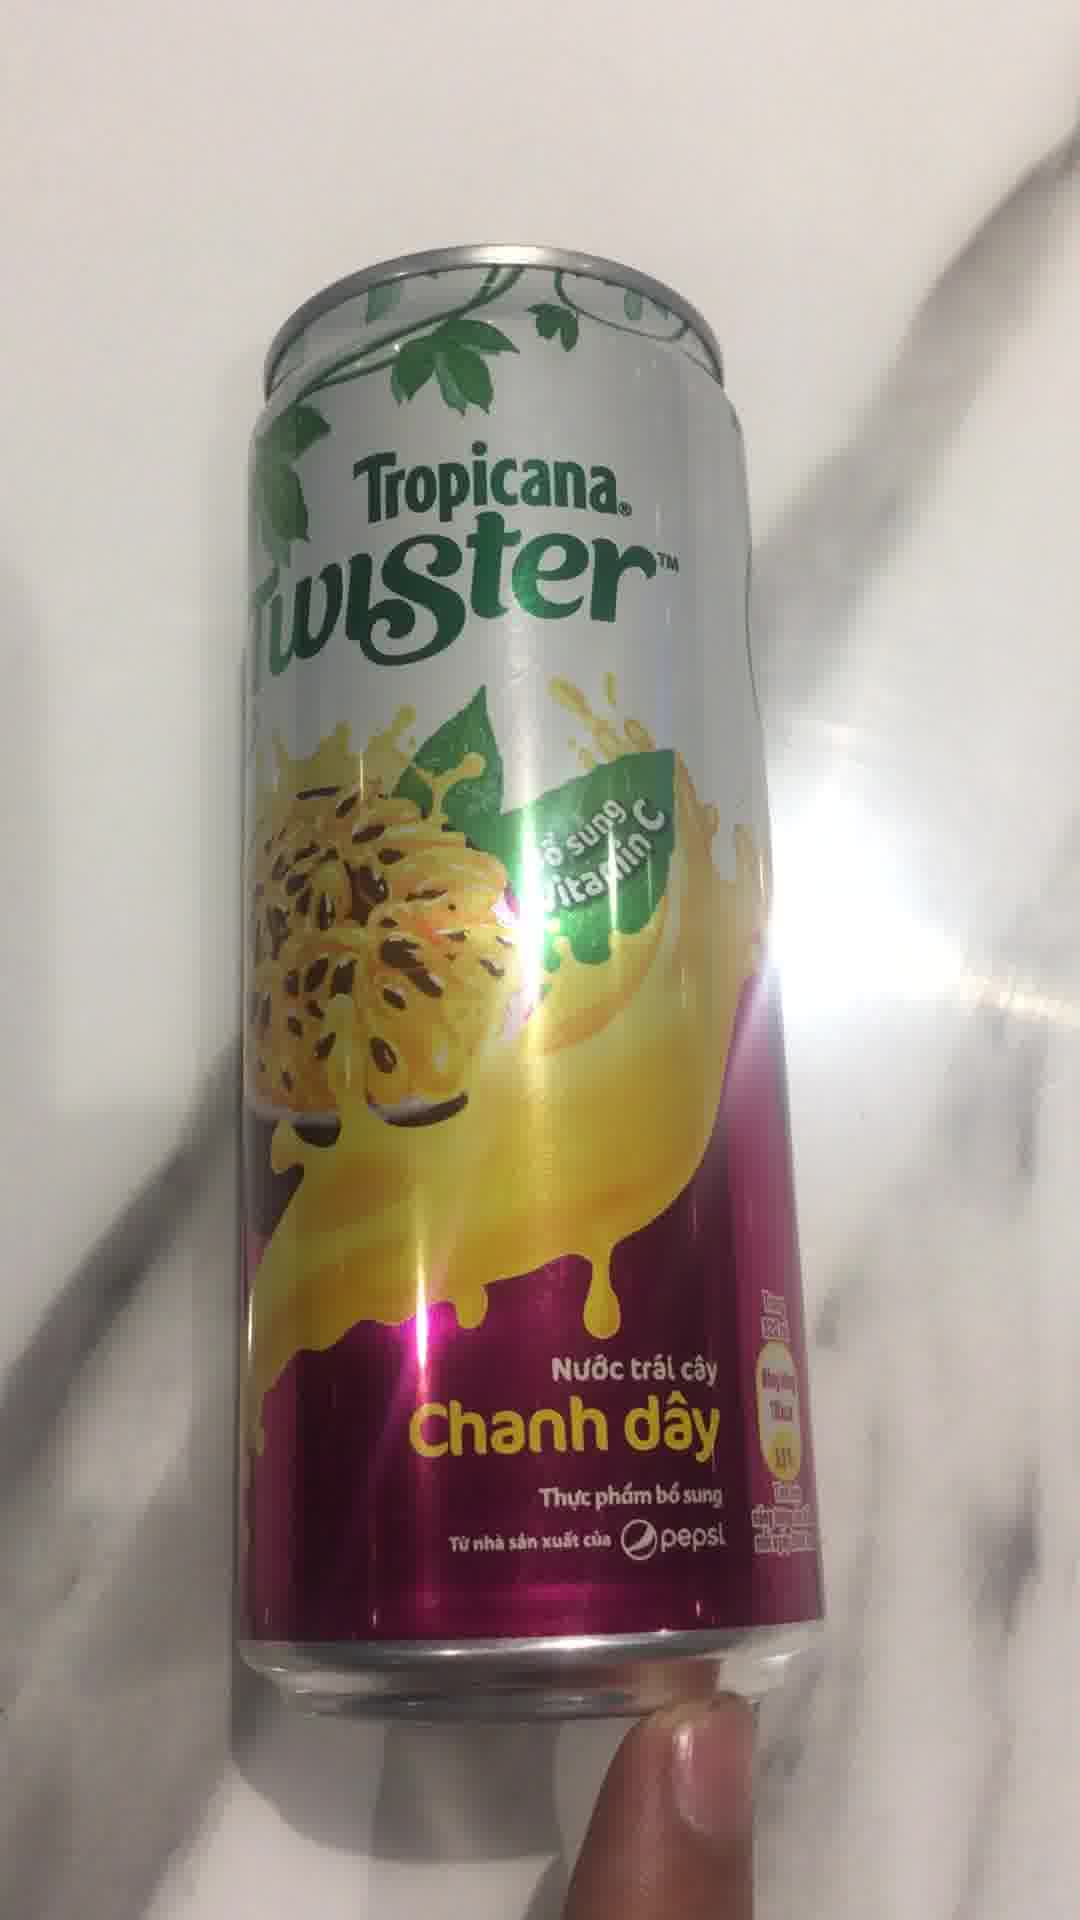 Tropicana®
Twister™
Bổ sung
Vitamin C
Nước trái cây
Chanh dây
Thực phẩm bổ sung
Từ nhà sản xuất của pepsi